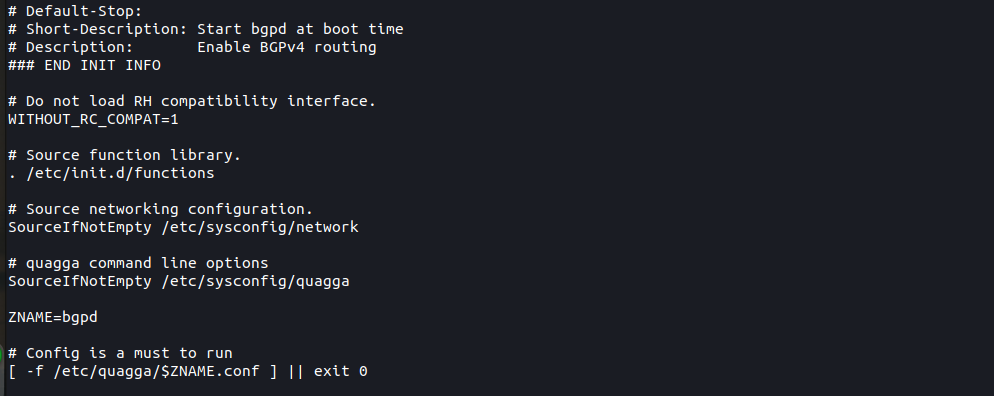 # Default-Stop:
# Short-Description: Start bgpd at boot time
# Description:       Enable BGPv4 routing
### END INIT INFO

# Do not load RH compatibility interface.
WITHOUT_RC_COMPAT=1

# Source function library.
. /etc/init.d/functions

# Source networking configuration.
SourceIfNotEmpty /etc/sysconfig/network

# quagga command line options
SourceIfNotEmpty /etc/sysconfig/quagga

ZNAME=bgpd

# Config is a must to run
[ -f /etc/quagga/$ZNAME.conf ] || exit 0